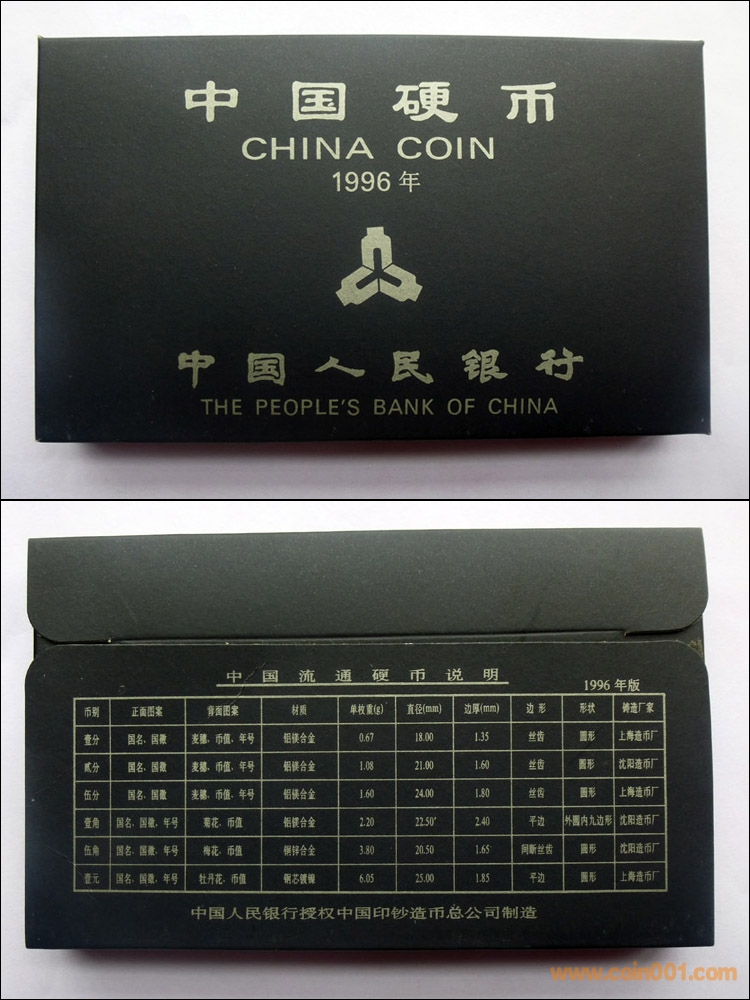 中国硬币
CHINA COIN
1996 年
中国人民银行
THE PEOPLE'S BANK OF CHINA
中国流通硬币说明
1996 年版
币别 正面图案 背面图案 材质 单枚重(g) 直径(mm) 边厚(mm) 边形 形状 铸造厂家
壹分 国名、国徽 麦穗、币值、年号 铝镁合金 0.67 18.00 1.35 丝齿 圆形 上海造币厂
贰分 国名、国徽 麦穗、币值、年号 铝镁合金 1.08 21.00 1.60 丝齿 圆形 沈阳造币厂
伍分 国名、国徽 麦穗、币值、年号 铝镁合金 1.60 24.00 1.80 丝齿 圆形 上海造币厂
壹角 国名、国徽、年号 菊花、币值 铝镁合金 2.20 22.50 2.40 平边 外圆内九边形 沈阳造币厂
伍角 国名、国徽、年号 梅花、币值 铜锌合金 3.80 20.50 1.65 间断丝齿 圆形 沈阳造币厂
壹元 国名、国徽、年号 牡丹花、币值 钢芯镀镍 6.05 25.00 1.85 平边 圆形 上海造币厂
中国人民银行授权中国印钞造币总公司制造
www.coin001.com